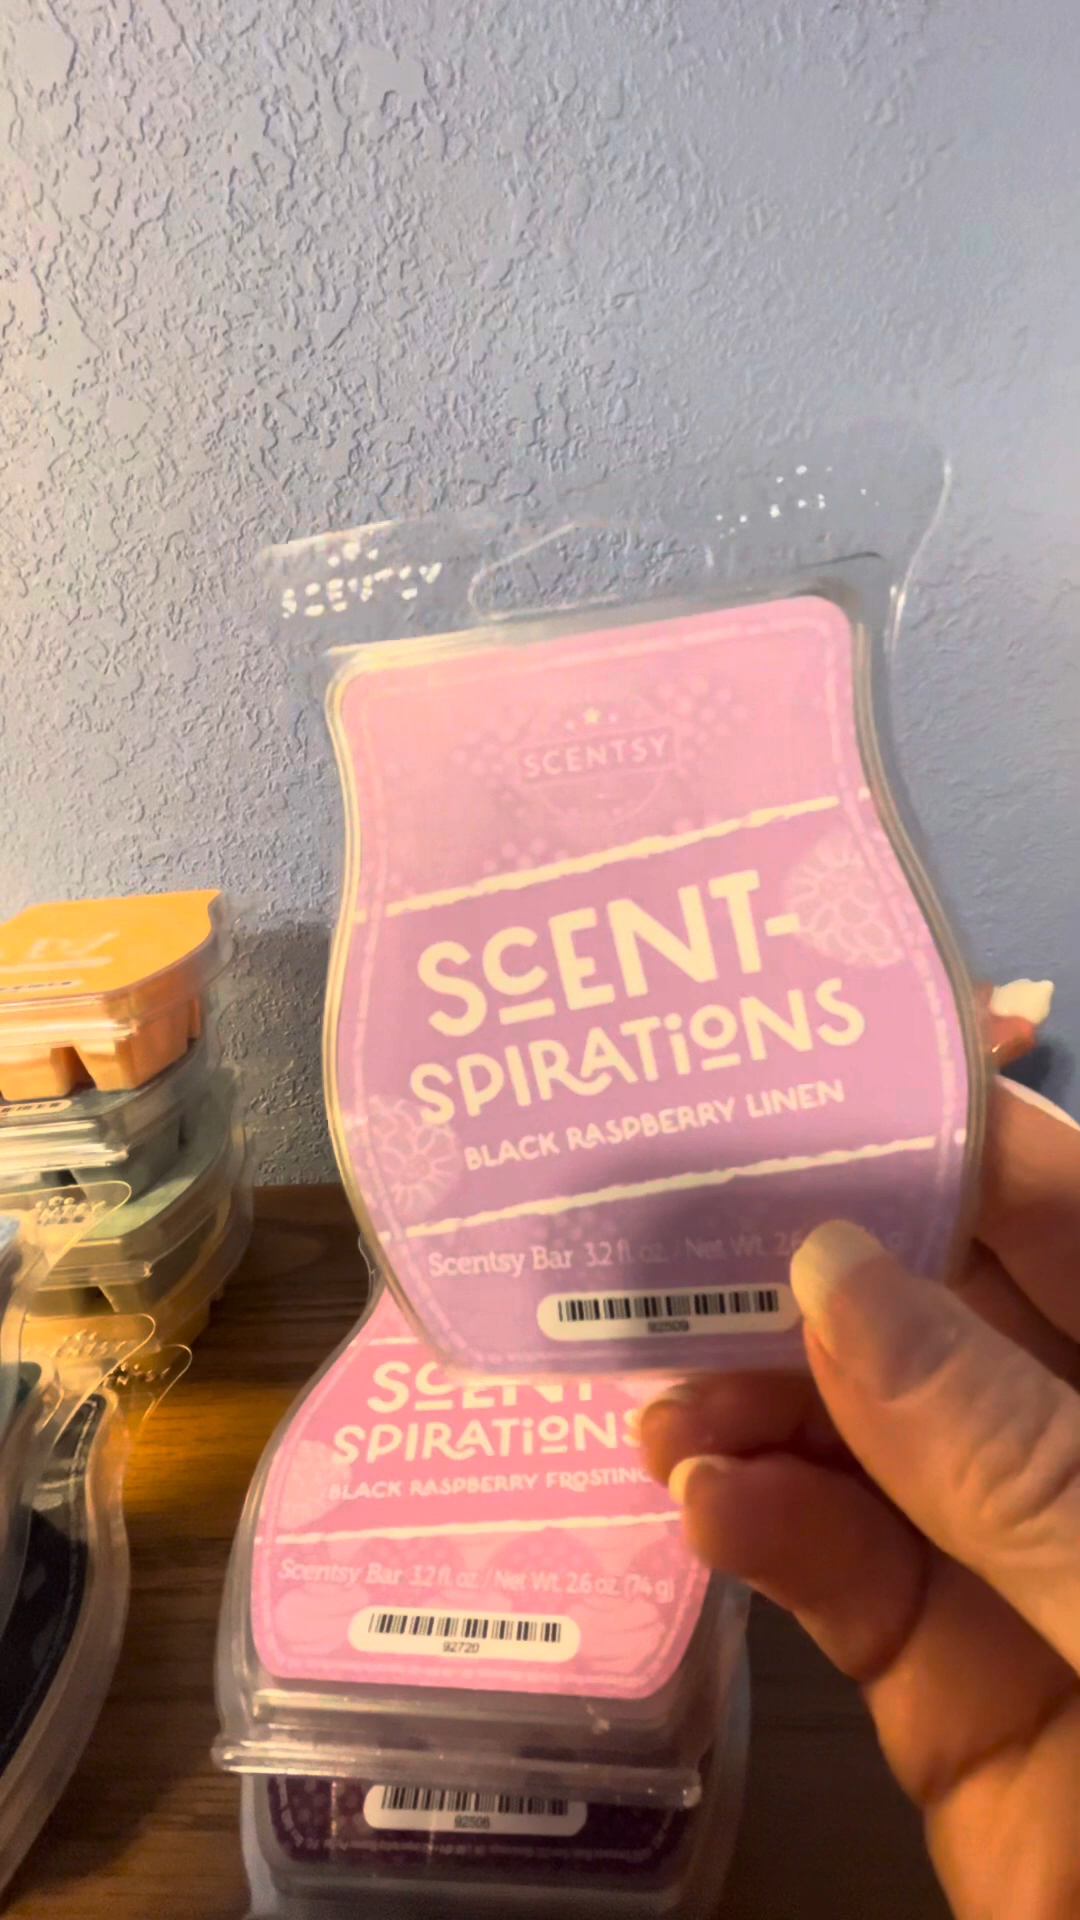 SCENTSY
SCENTSY
SCENT-
SPIRATIONS
BLACK RASPBERRY LINEN
Scentsy Bar 3.2 fl. oz. / Net Wt. 2.6
92509
SCENT
SPIRATIONS
BLACK RASPBERRY FROSTING
Scentsy Bar 3.2 fl. oz. / Net Wt. 2.6 oz. (74 g)
92720
92506